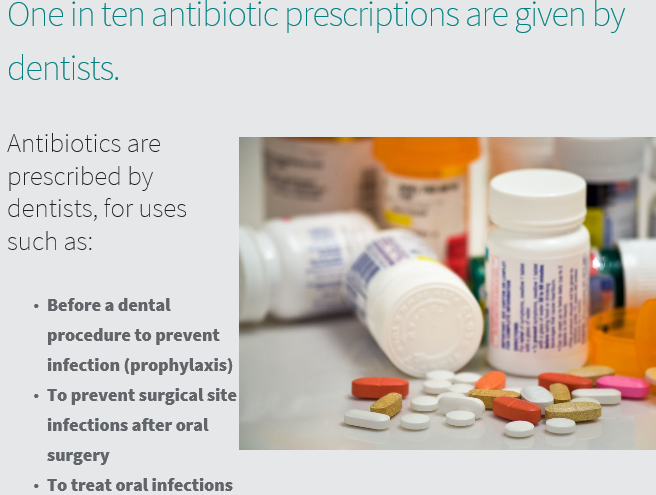 One in ten antibiotic prescriptions are given by
dentists.
Antibiotics are
prescribed by
dentists, for uses
such as:
• Before a dental
procedure to prevent
infection (prophylaxis)
• To prevent surgical site
infections after oral
surgery
• To treat oral infections